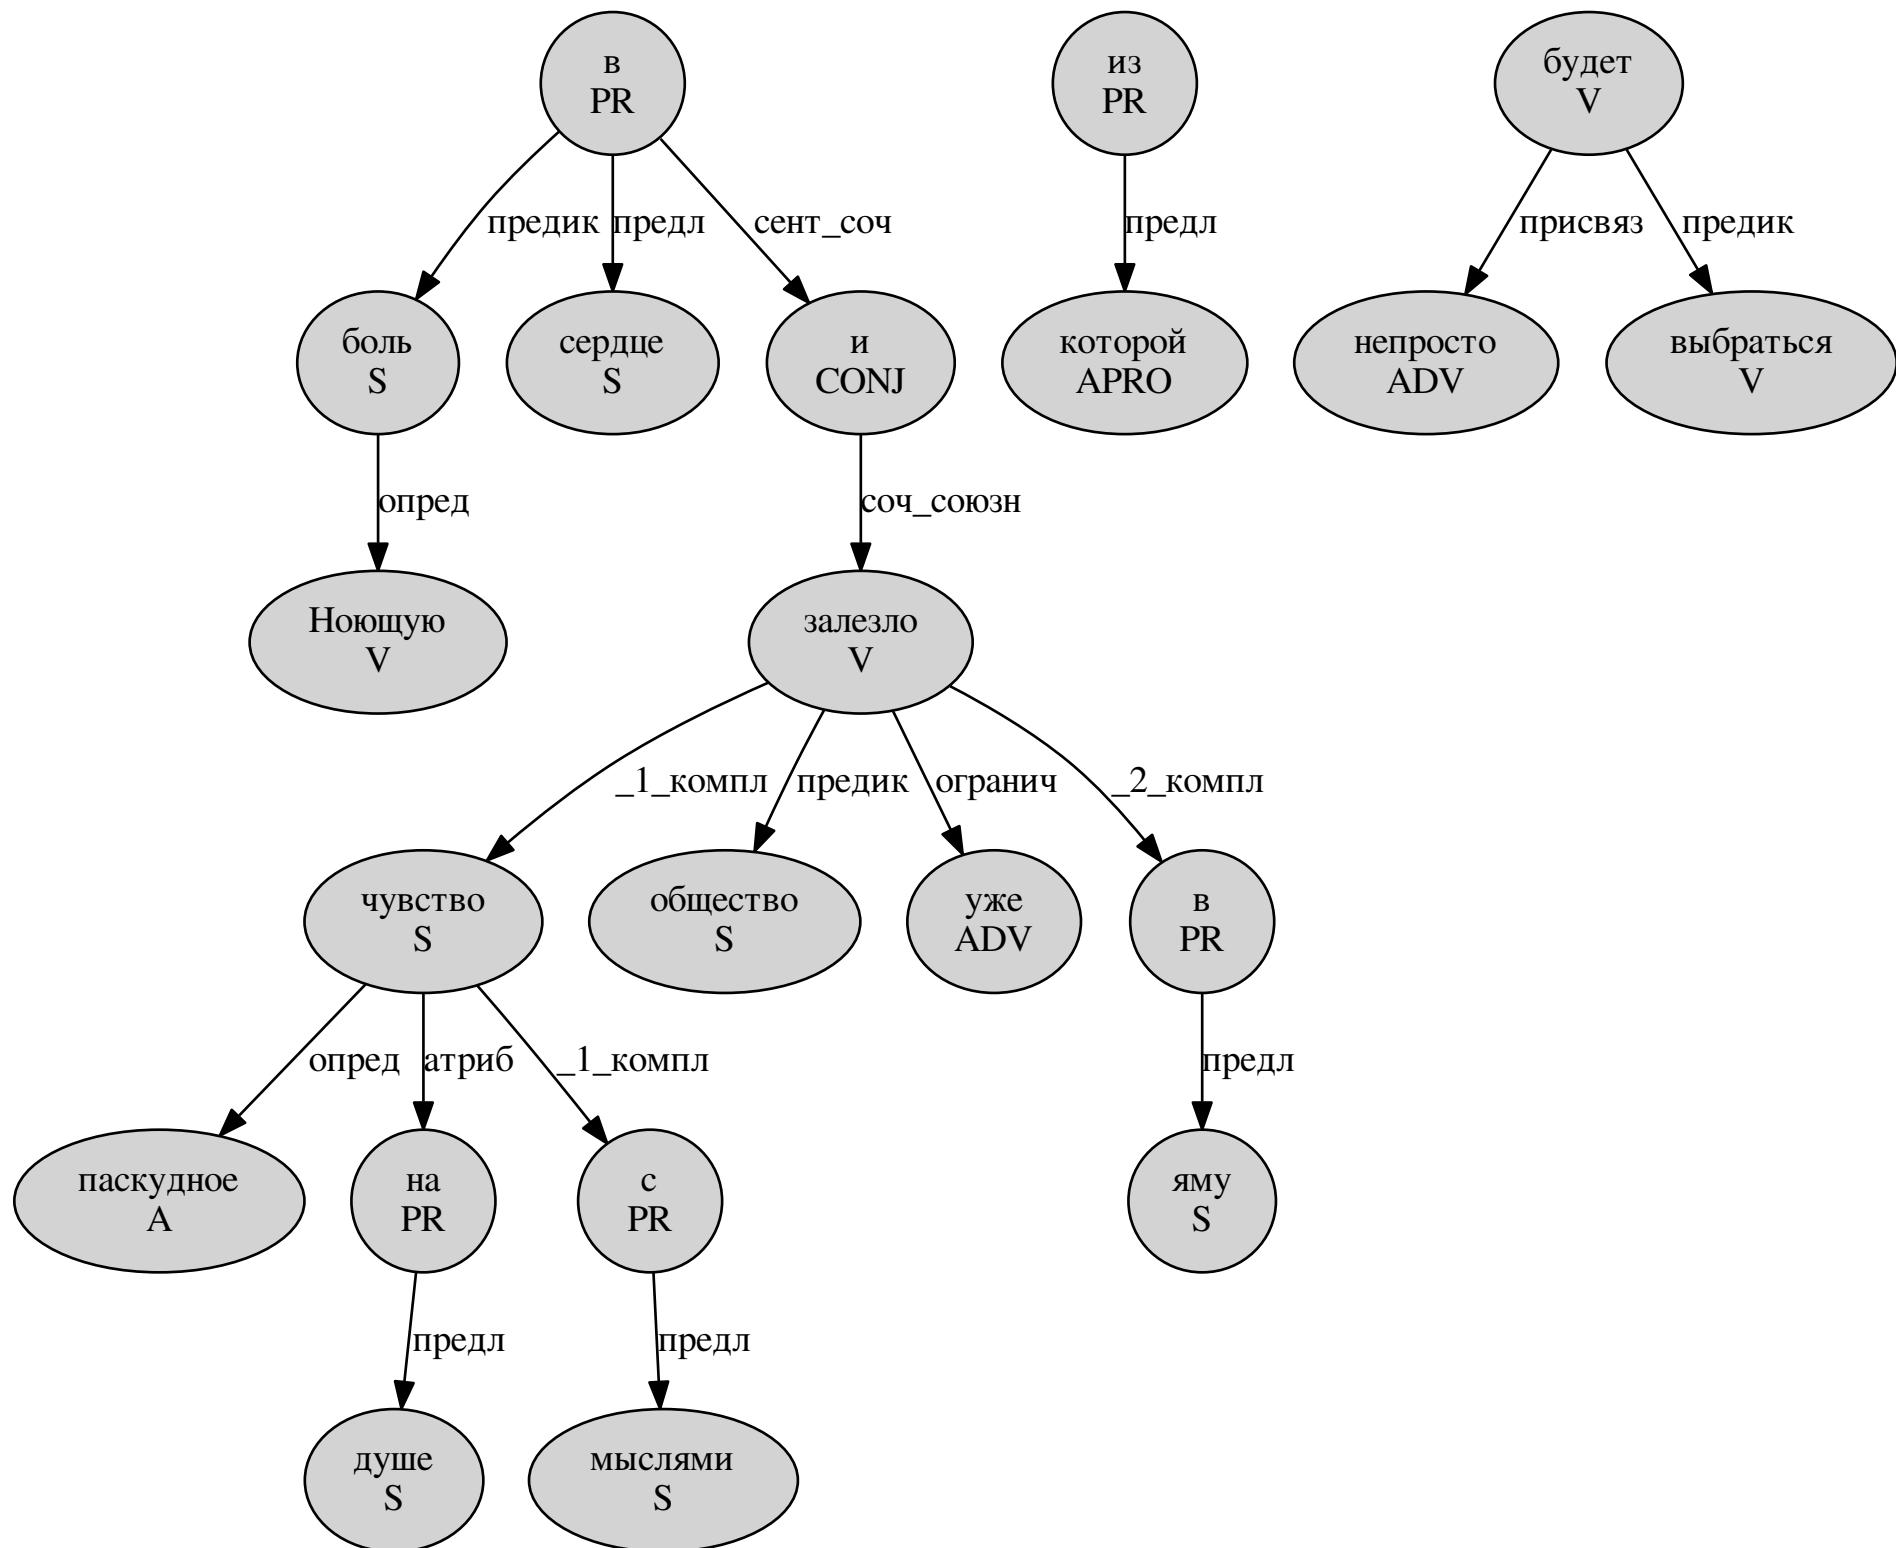 в
PR
из
PR
будет
V
предик
предл
сент_соч
предл
присвяз
предик
боль
S
сердце
S
и
CONJ
которой
APRO
непросто
ADV
выбраться
V
опред
соч_союзн
Ноющую
V
залезло
V
_1_компл
предик
огранич
_2_компл
чувство
S
общество
S
уже
ADV
в
PR
опред
атриб
_1_компл
предл
паскудное
A
на
PR
с
PR
яму
S
предл
предл
душе
S
мыслями
S